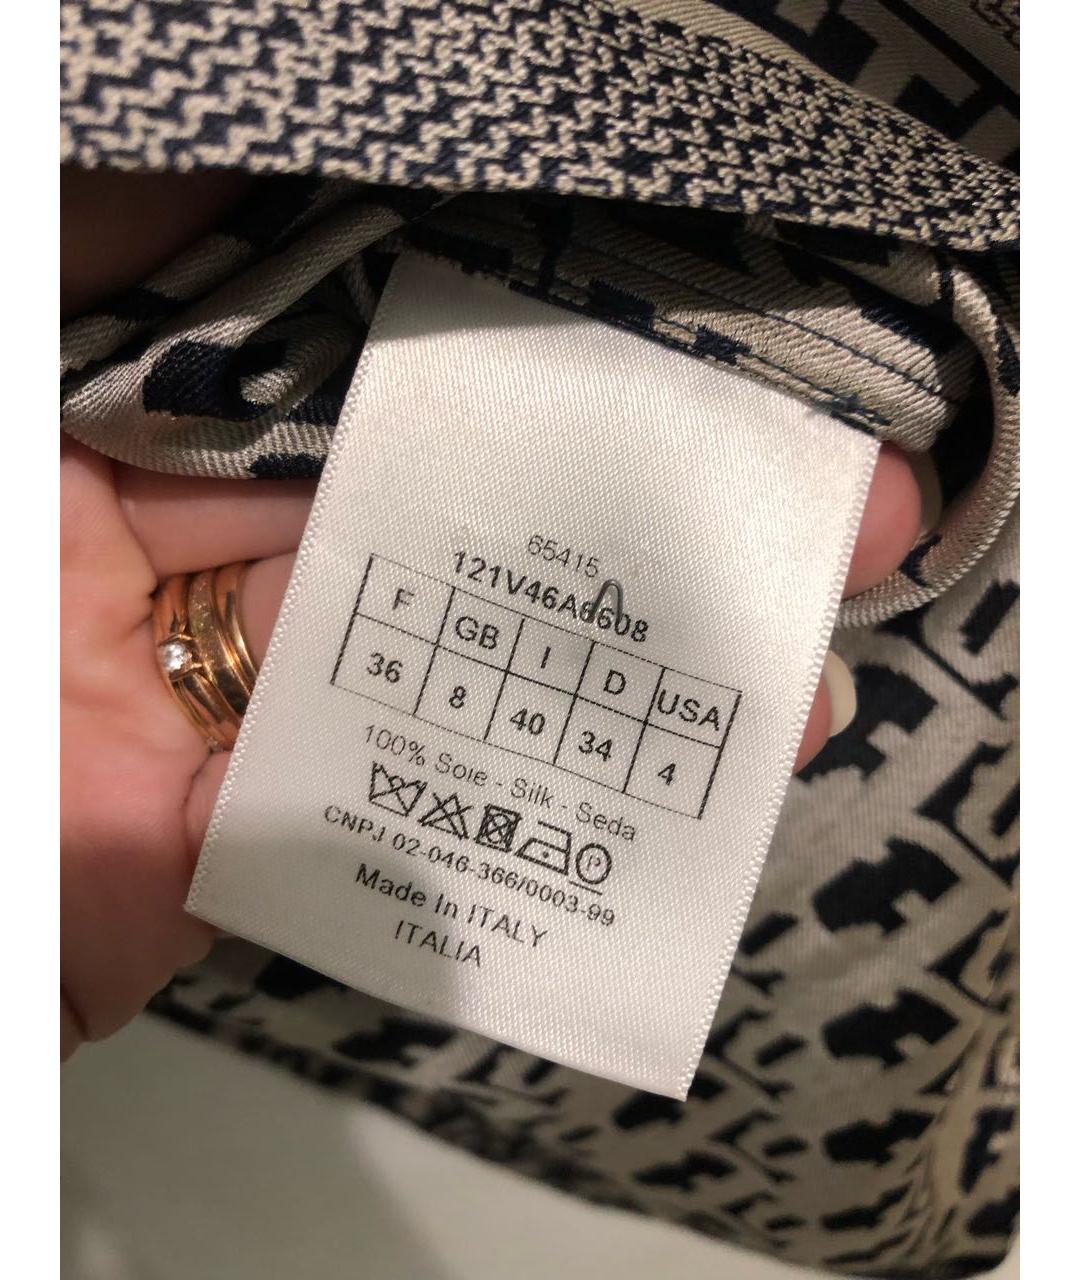 65415
121V46A6608
F GB I D USA
36 8 40 34 4
100% Soie - Silk - Seda
P
CNPJ 02-046-366/0003-99
Made In ITALY
ITALIA